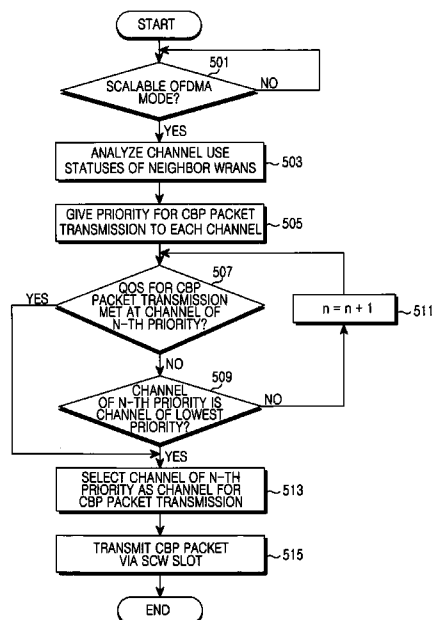 START
501
SCALABLE OFDMA
MODE?
NO
YES
ANALYZE CHANNEL USE
STATUSES OF NEIGHBOR WRANS
503
GIVE PRIORITY FOR CBP PACKET
TRANSMISSION TO EACH CHANNEL
505
507
QOS FOR CBP
PACKET TRANSMISSION
MET AT CHANNEL OF
N-TH PRIORITY?
YES
n = n + 1
511
NO
509
CHANNEL
OF N-TH PRIORITY IS
CHANNEL OF LOWEST
PRIORITY?
NO
YES
SELECT CHANNEL OF N-TH
PRIORITY AS CHANNEL FOR
CBP PACKET TRANSMISSION
513
TRANSMIT CBP PACKET
VIA SCW SLOT
515
END